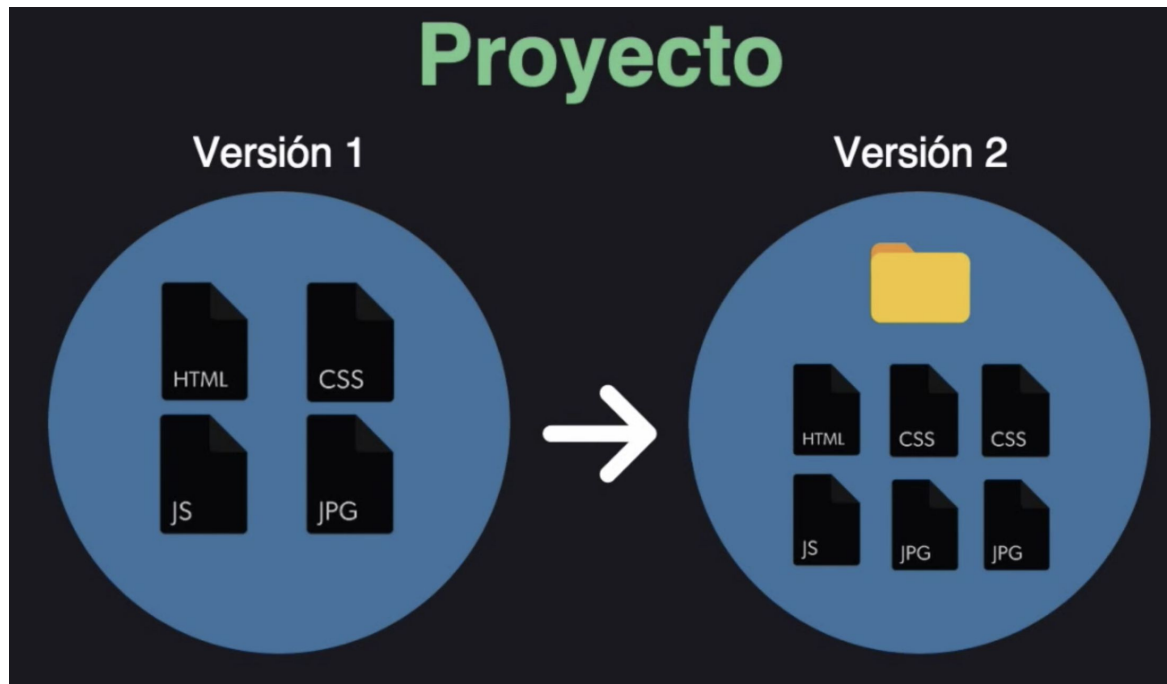 Proyecto
Versión 1
Versión 2
HTML
CSS
JS
JPG
HTML
CSS
CSS
JS
JPG
JPG